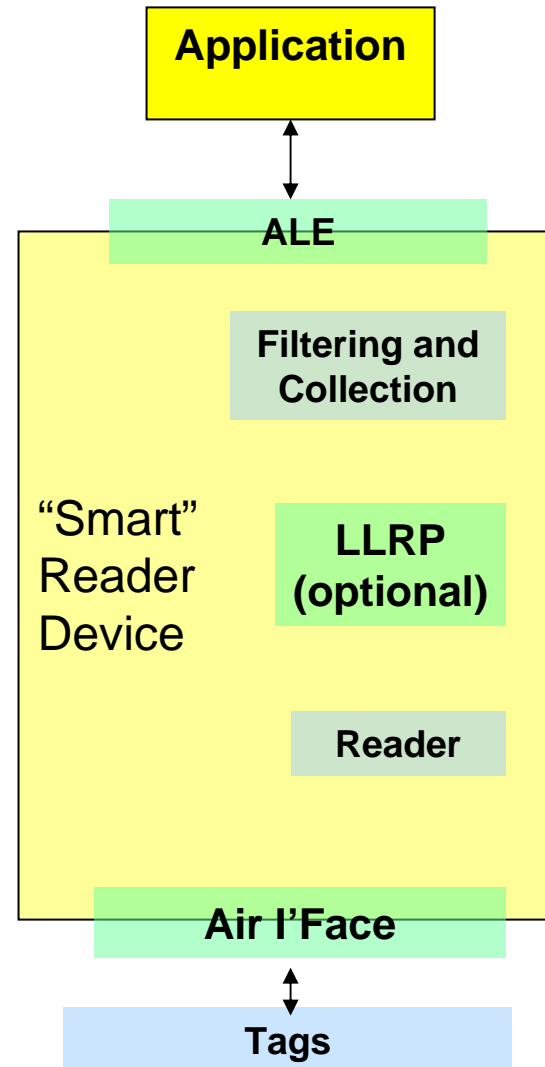 Application
ALE
Filtering and
Collection
“Smart”
Reader
Device
LLRP
(optional)
Reader
Air I’Face
Tags